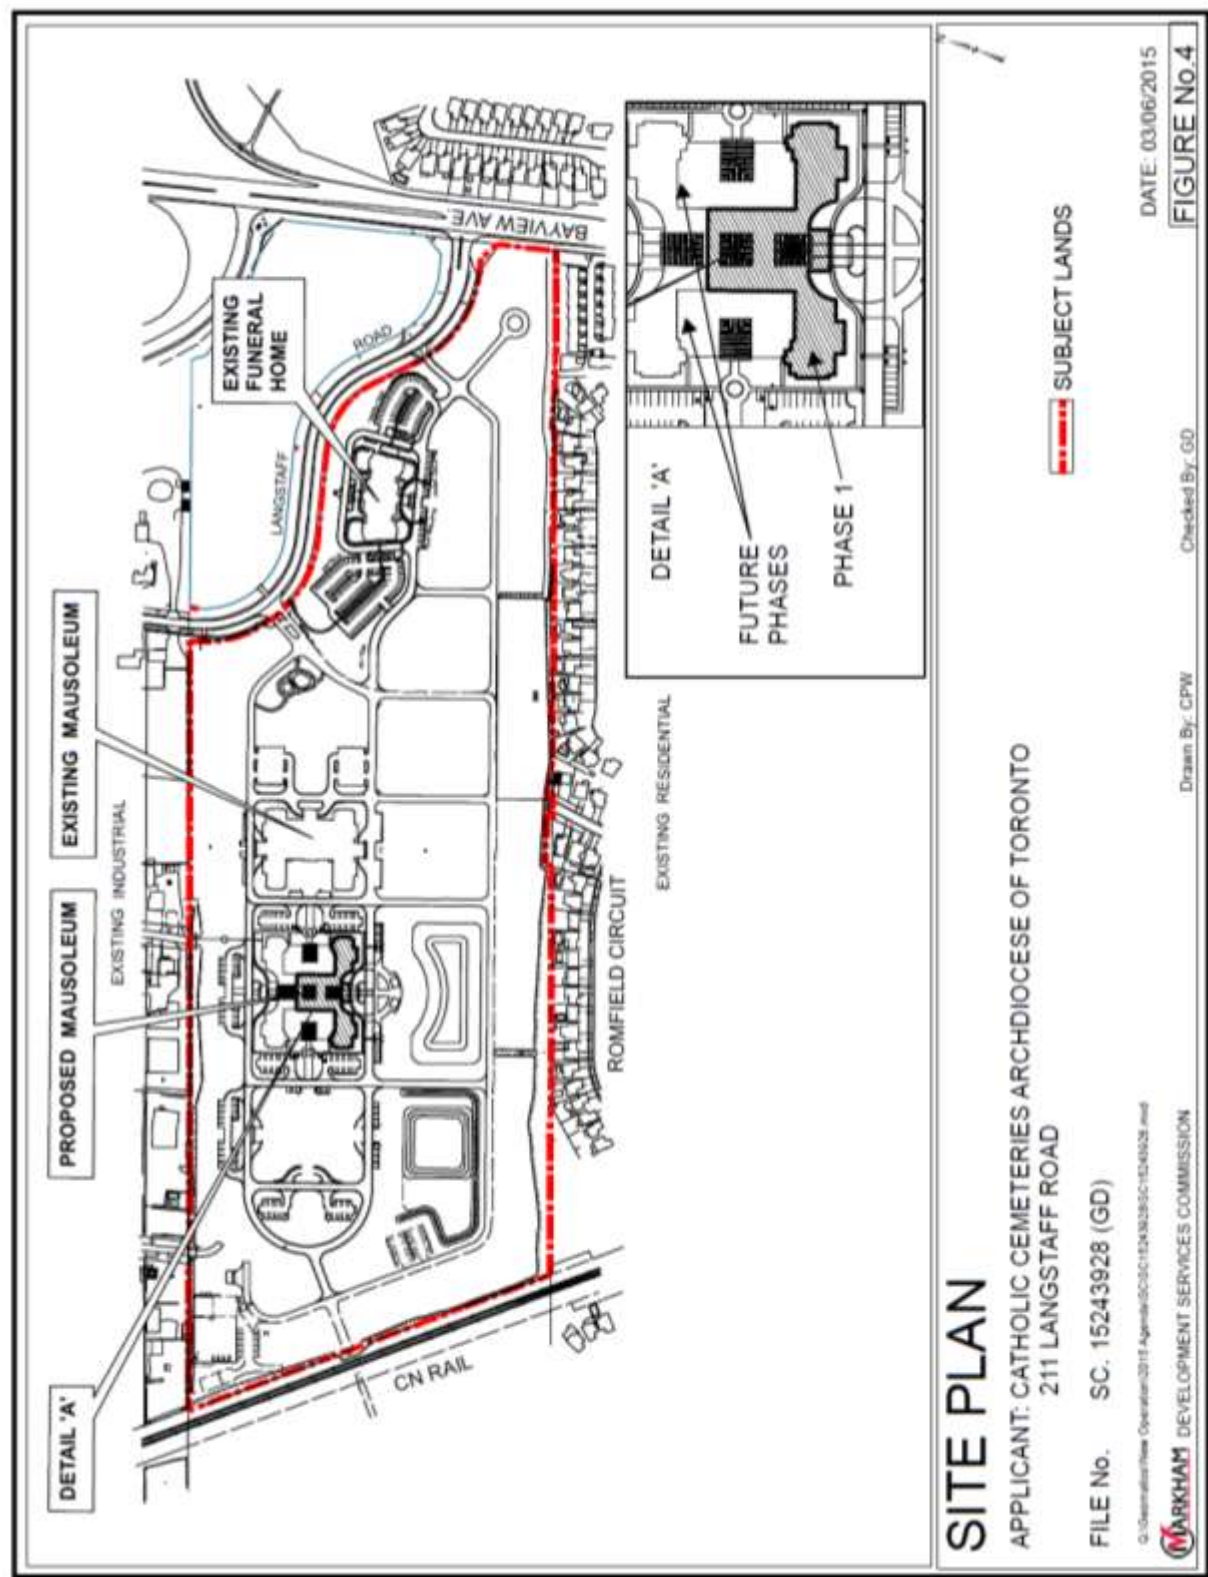 DETAIL 'A'
PROPOSED MAUSOLEUM
EXISTING MAUSOLEUM
EXISTING INDUSTRIAL
EXISTING
FUNERAL
HOME
LANGSTAFF
ROAD
BAYVIEW AVE
CN RAIL
ROMFIELD CIRCUIT
EXISTING RESIDENTIAL
DETAIL 'A'
FUTURE
PHASES
PHASE 1
SITE PLAN
APPLICANT: CATHOLIC CEMETERIES ARCHDIOCESE OF TORONTO
211 LANGSTAFF ROAD
FILE No. SC. 15243928 (GD)
SUBJECT LANDS
DATE: 03/06/2015
MARKHAM DEVELOPMENT SERVICES COMMISSION
Drawn By: CPW
Checked By: GD
FIGURE No.4